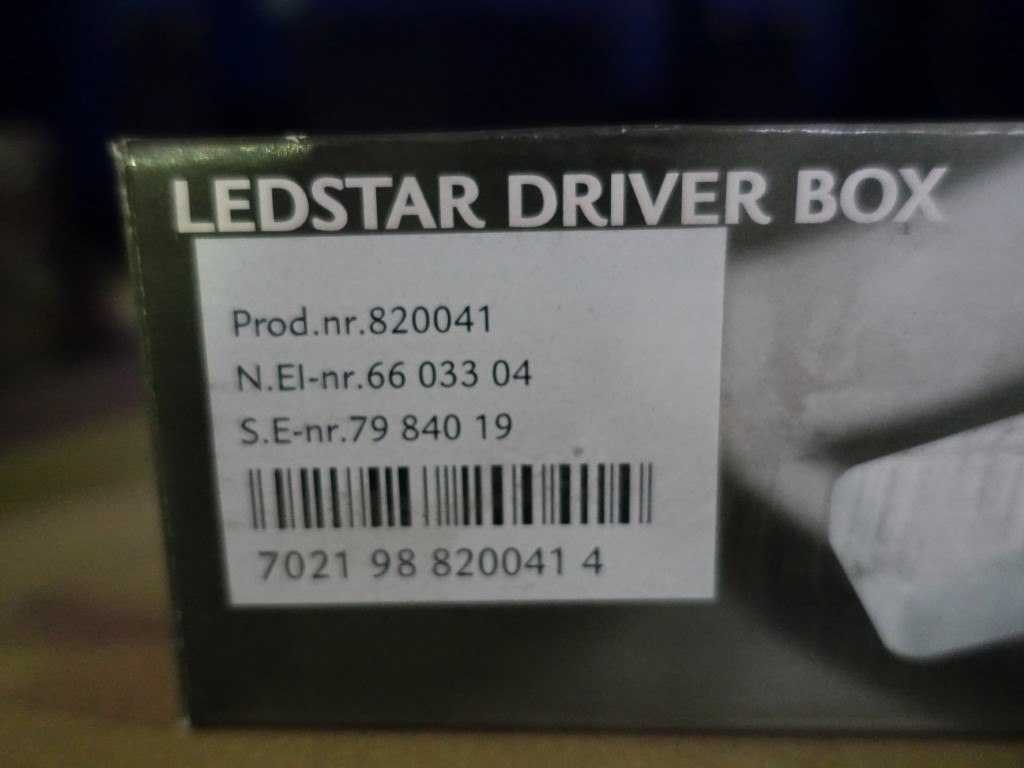 LEDSTAR DRIVER BOX
Prod.nr.820041
N.El-nr.66 033 04
S.E-nr.79 840 19
7021 98 820041 4